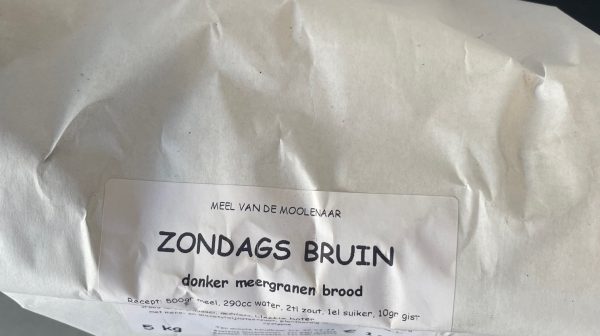 MEEL VAN DE MOOLENAAR
ZONDAGS BRUIN
donker meergranen brood
Recept: 500gr meel, 290cc water, 2tl zout, 1el suiker, 10gr gist
5 kg